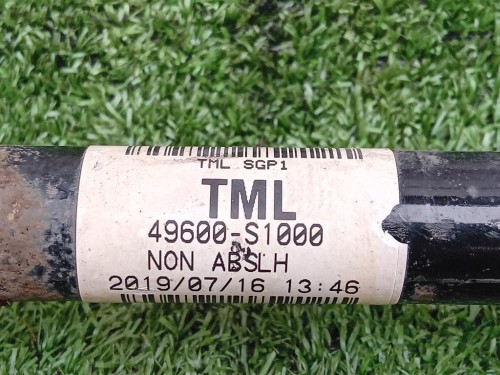 TML SGP1
TML
49600-S1000
NON ABSLH
2019/07/16 13:46